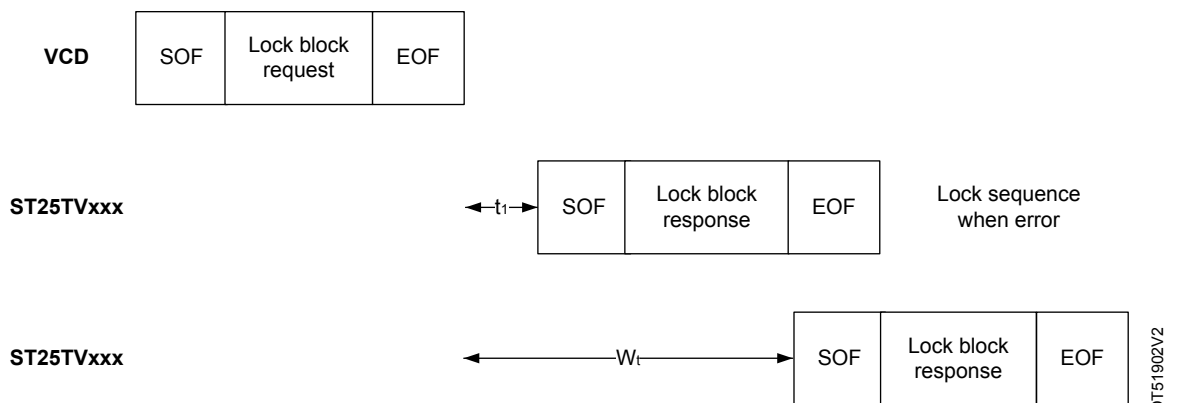 VCD
SOF
Lock block
request
EOF
ST25TVxxx
t1
SOF
Lock block
response
EOF
Lock sequence
when error
ST25TVxxx
Wt
SOF
Lock block
response
EOF
DT51902V2